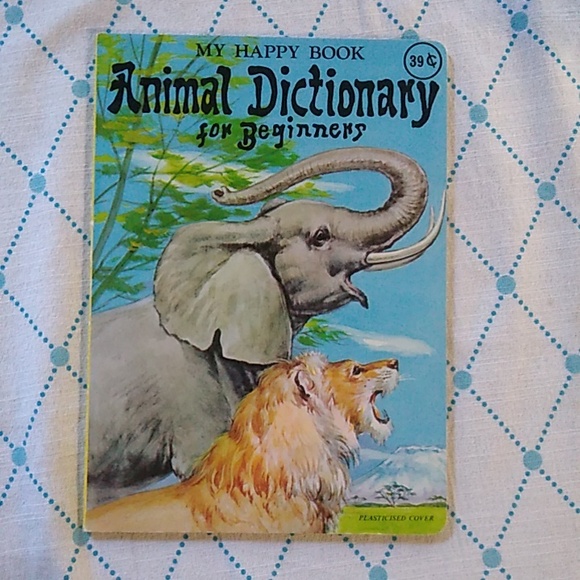 MY HAPPY BOOK
39¢
Animal Dictionary
for Beginners
PLASTICISED COVER